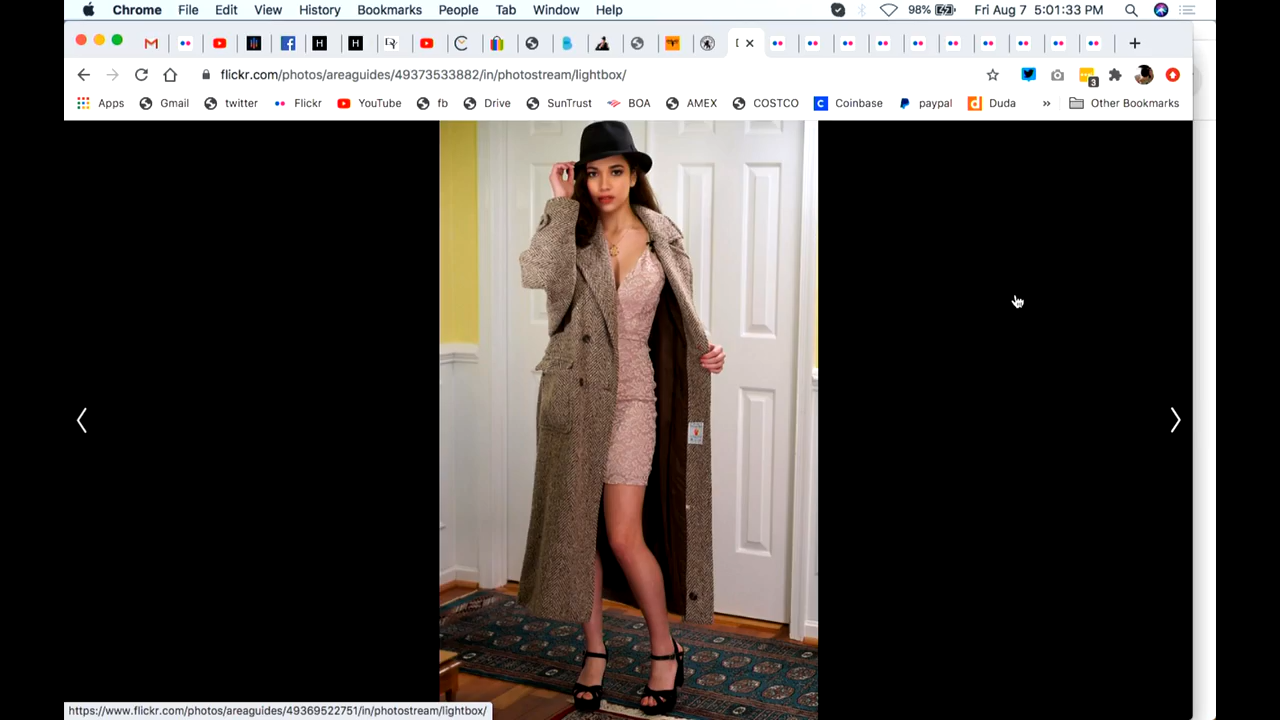 Chrome File Edit View History Bookmarks People Tab Window Help 98% Fri Aug 7 5:01:33 PM
flickr.com/photos/areaguides/49373533882/in/photostream/lightbox/ 3
Apps Gmail twitter Flickr YouTube fb Drive SunTrust BOA AMEX COSTCO Coinbase paypal Duda » Other Bookmarks
https://www.flickr.com/photos/areaguides/49369522751/in/photostream/lightbox/